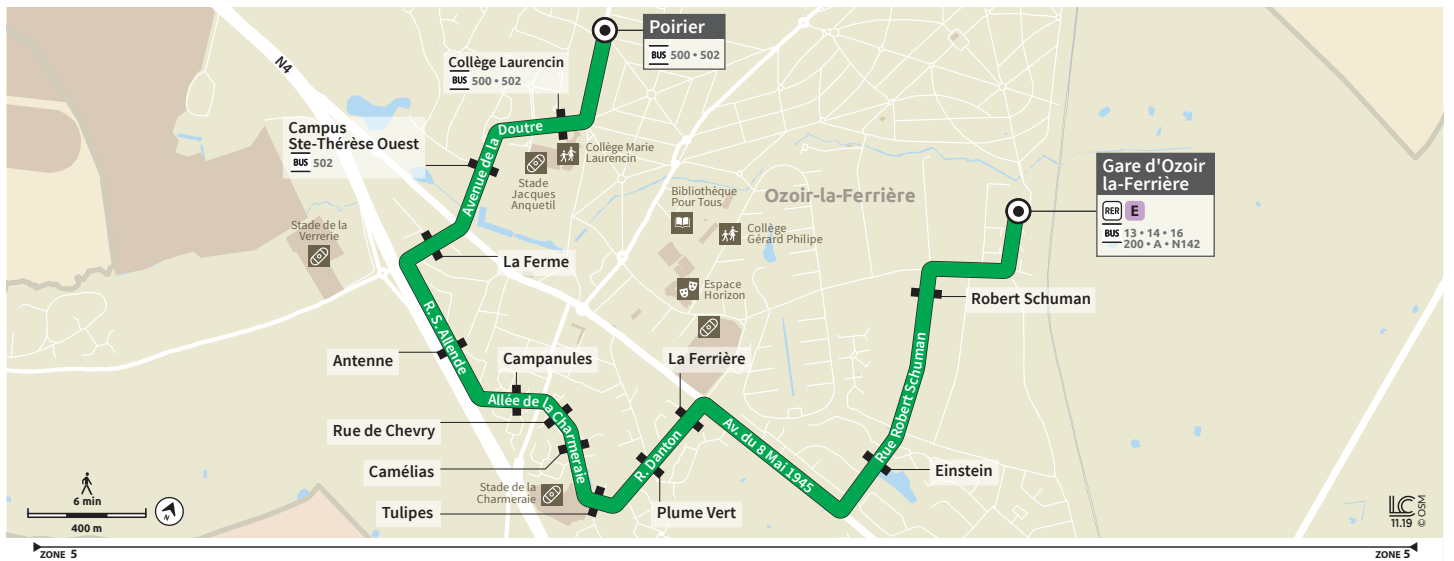 N4
Poirier
BUS 500 • 502
Collège Laurencin
BUS 500 • 502
Campus
Ste-Thérèse Ouest
BUS 502
Avenue de la Doutre
Collège Marie
Laurencin
Stade
Jacques
Anquetil
Bibliothèque
Pour Tous
Ozoir-la-Ferrière
Gare d'Ozoir
la-Ferrière
RER E
BUS 13 • 14 • 16
200 • A • N142
Stade de la
Verrerie
Collège
Gérard Philipe
La Ferme
Espace
Horizon
Robert Schuman
R. S. Allende
Antenne
Campanules
La Ferrière
Allée de la Charmeraie
Rue de Chevry
Camélias
R. Danton
Av. du 8 Mai 1945
Rue Robert Schuman
Einstein
Stade de la
Charmeraie
Tulipes
Plume Vert
6 min
400 m
N
LC
11.19
© OSM
ZONE 5
ZONE 5